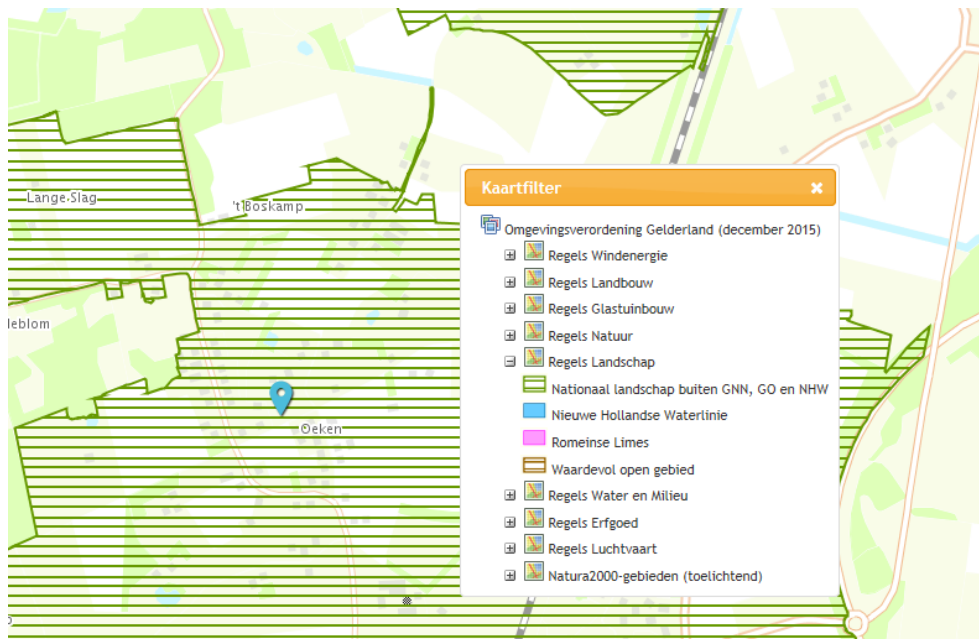 Lange Slag
't Boskamp
leblom
Oeken
Kaartfilter
Omgevingsverordening Gelderland (december 2015)
Regels Windenergie
Regels Landbouw
Regels Glastuinbouw
Regels Natuur
Regels Landschap
Nationaal landschap buiten GNN, GO en NHW
Nieuwe Hollandse Waterlinie
Romeinse Limes
Waardevol open gebied
Regels Water en Milieu
Regels Erfgoed
Regels Luchtvaart
Natura2000-gebieden (toelichtend)